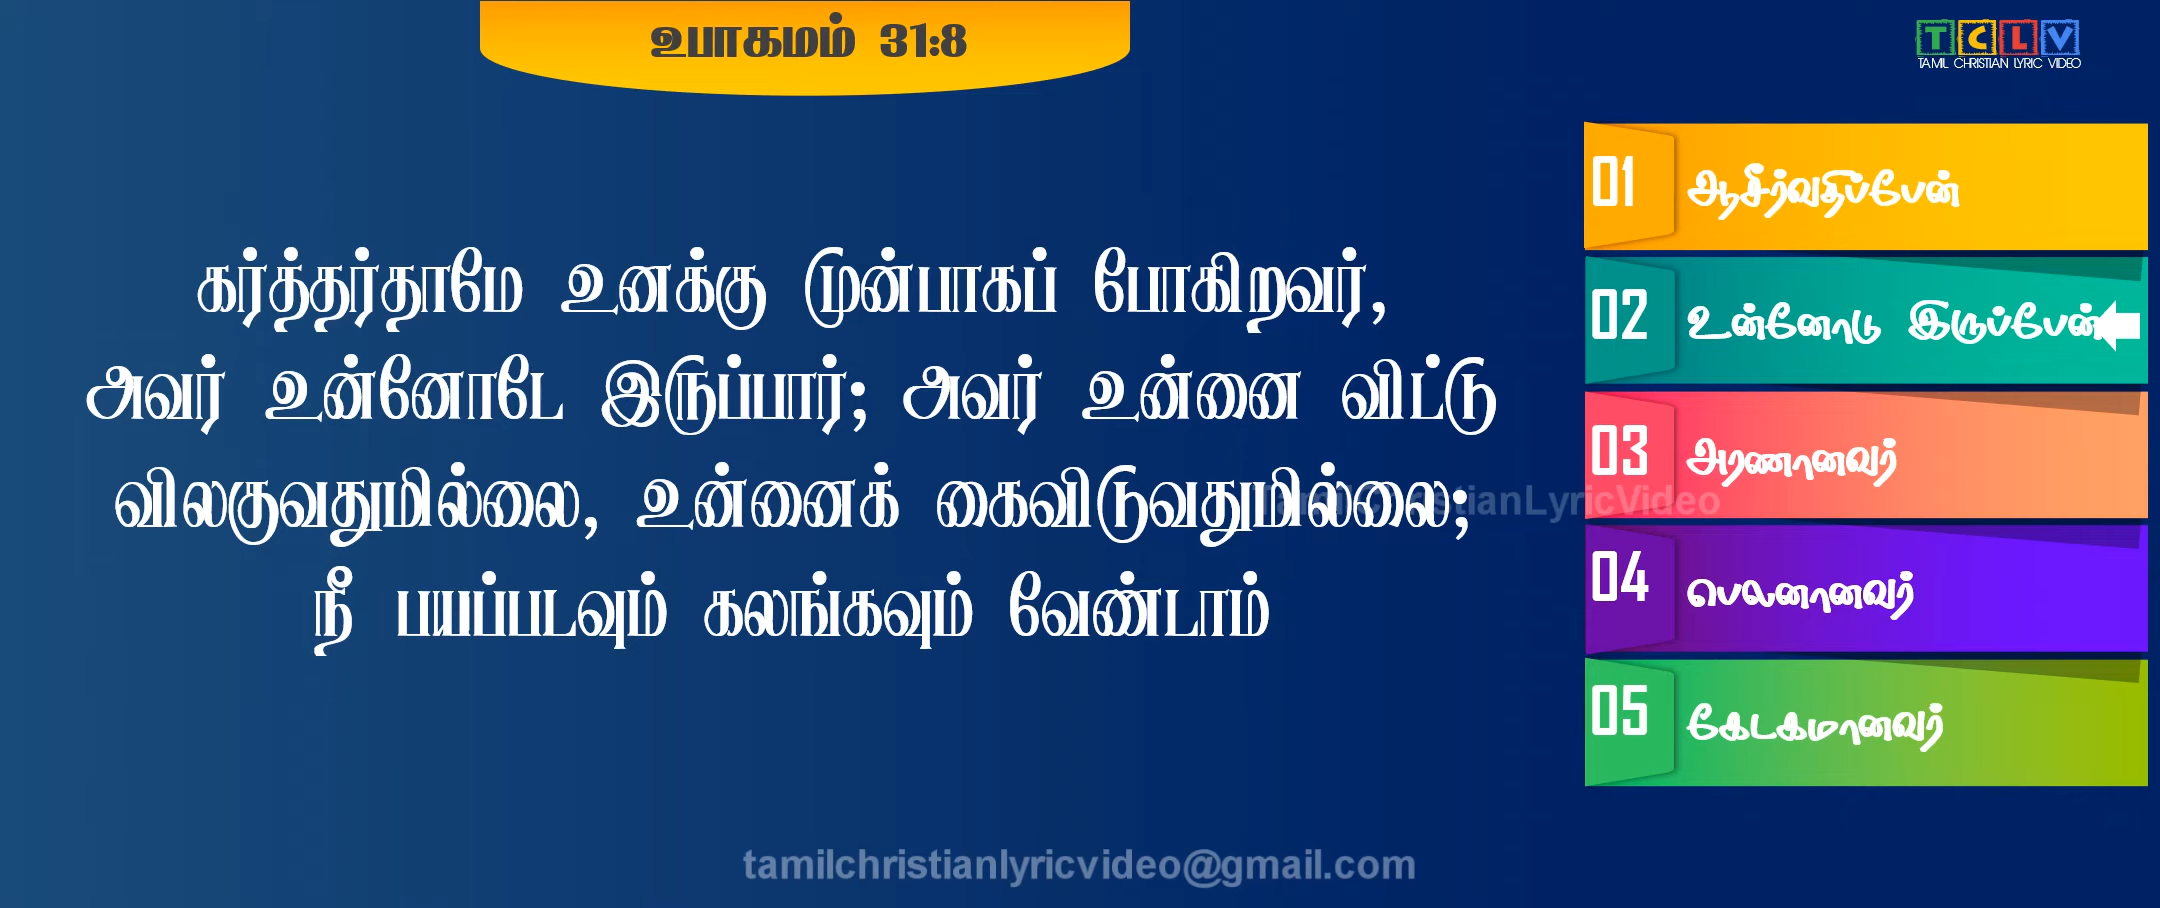 உபாகமம் 31:8
TCLV
TAMIL CHRISTIAN LYRIC VIDEO
கர்த்தர்தாமே உனக்கு முன்பாகப் போகிறவர்,
அவர் உன்னோடே இருப்பார்; அவர் உன்னை விட்டு
விலகுவதுமில்லை, உன்னைக் கைவிடுவதுமில்லை;
நீ பயப்படவும் கலங்கவும் வேண்டாம்
01 ஆசீர்வதிப்பேன்
02 உன்னோடு இருப்பேன்
03 அரணானவர்
04 பெலனானவர்
05 கேடகமானவர்
TamilChristianLyricVideo
tamilchristianlyricvideo@gmail.com